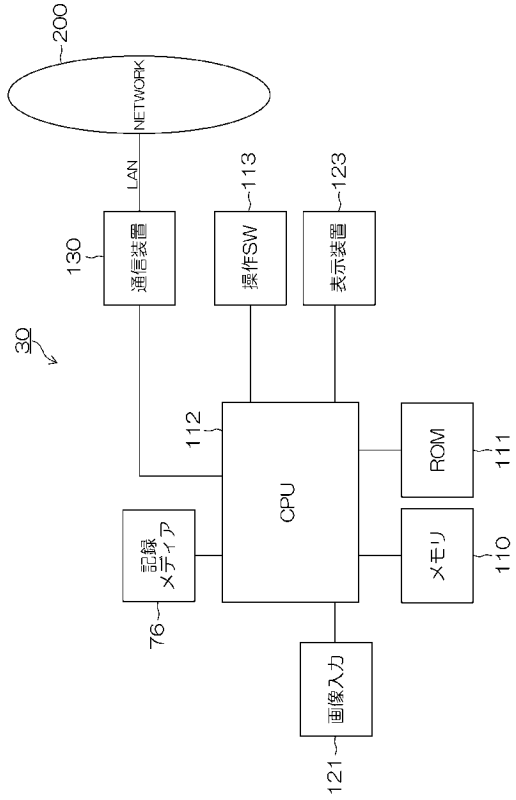 30
76
記録
メディア
130
通信装置
LAN
NETWORK
200
121
画像入力
CPU
112
操作SW
113
表示装置
123
メモリ
110
ROM
111